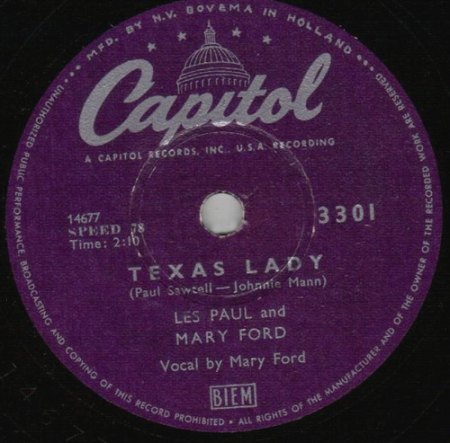 MFD. BY N.V. BOVEMA IN HOLLAND
Capitol
A CAPITOL RECORDS, INC., U.S.A. RECORDING
14677
SPEED 78
Time: 2:10
3301
TEXAS LADY
(Paul Sawtell — Johnnie Mann)
LES PAUL and
MARY FORD
Vocal by Mary Ford
BIEM
UNAUTHORIZED PUBLIC PERFORMANCE, BROADCASTING AND COPYING OF THIS RECORD PROHIBITED • ALL RIGHTS OF THE MANUFACTURER AND OF THE OWNER OF THE RECORDED WORK ARE RESERVED